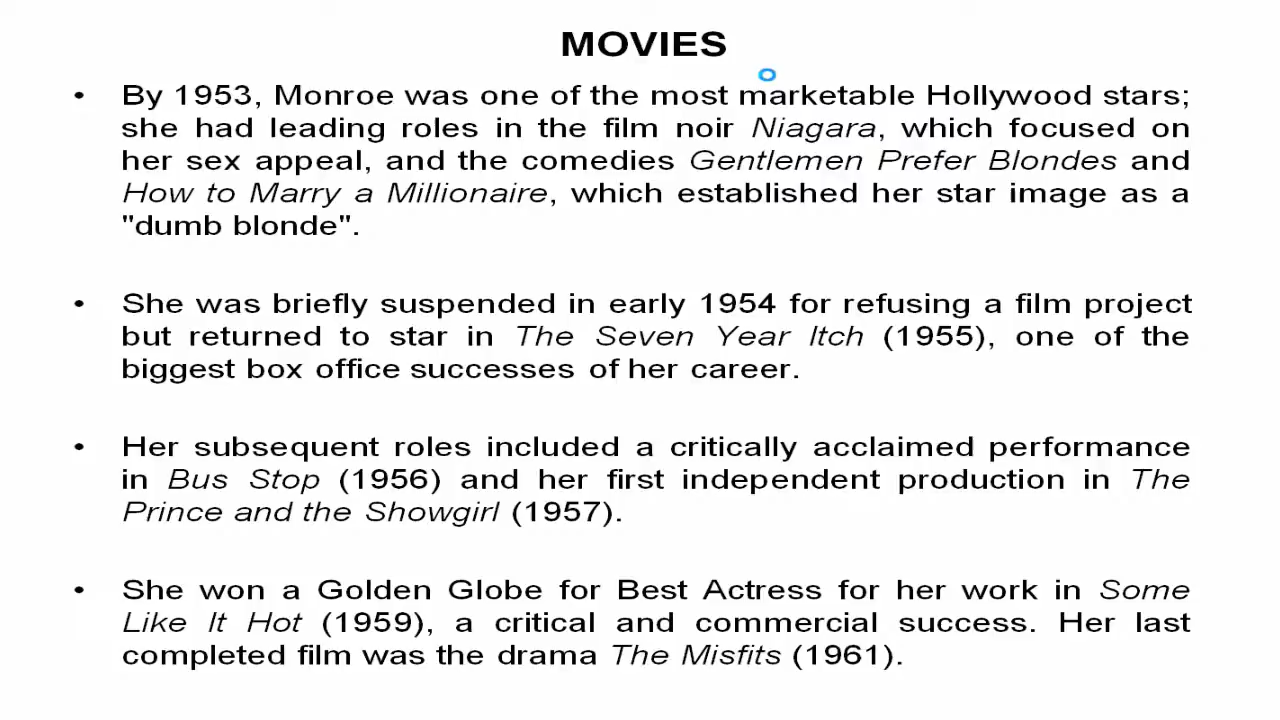 MOVIES
• By 1953, Monroe was one of the most marketable Hollywood stars;
she had leading roles in the film noir Niagara, which focused on
her sex appeal, and the comedies Gentlemen Prefer Blondes and
How to Marry a Millionaire, which established her star image as a
"dumb blonde".
• She was briefly suspended in early 1954 for refusing a film project
but returned to star in The Seven Year Itch (1955), one of the
biggest box office successes of her career.
• Her subsequent roles included a critically acclaimed performance
in Bus Stop (1956) and her first independent production in The
Prince and the Showgirl (1957).
• She won a Golden Globe for Best Actress for her work in Some
Like It Hot (1959), a critical and commercial success. Her last
completed film was the drama The Misfits (1961).